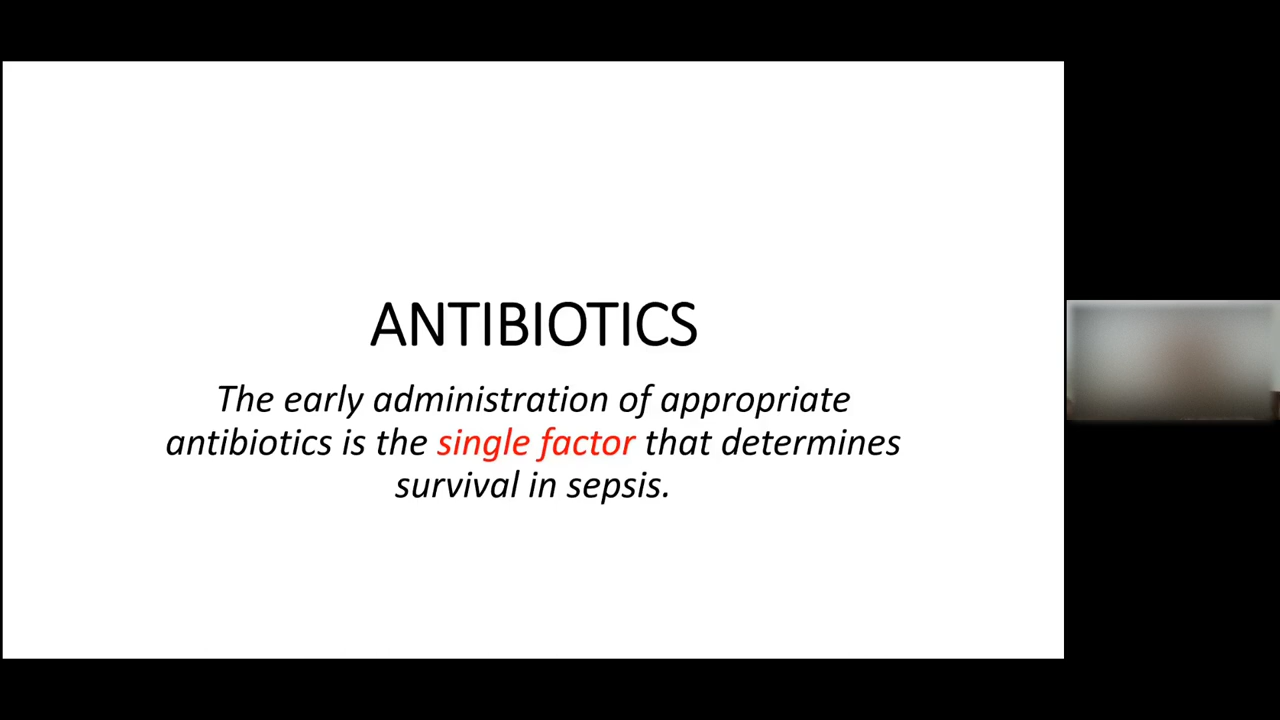 ANTIBIOTICS
The early administration of appropriate
antibiotics is the single factor that determines
survival in sepsis.